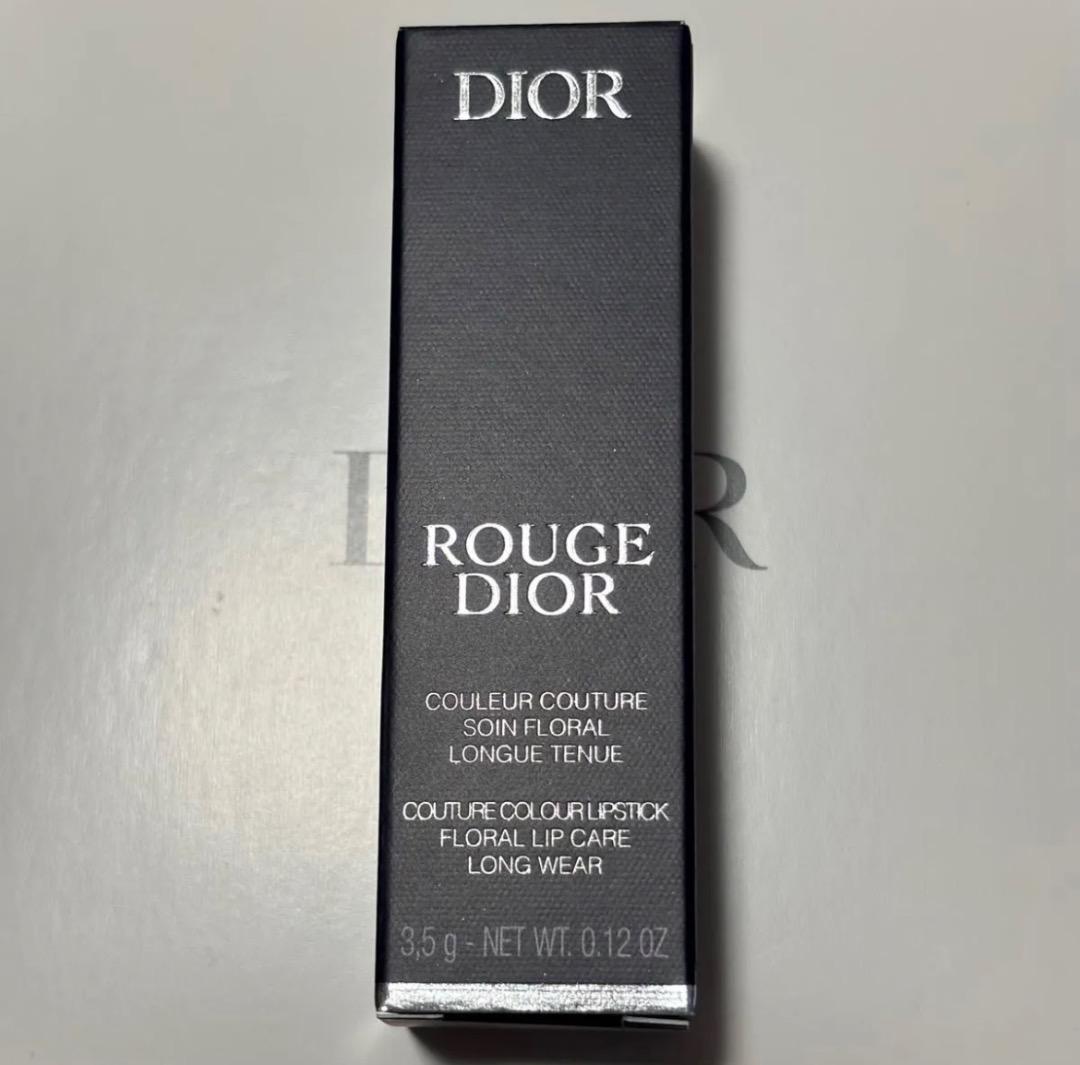 DIOR
ROUGE
DIOR
COULEUR COUTURE
SOIN FLORAL
LONGUE TENUE
COUTURE COLOUR LIPSTICK
FLORAL LIP CARE
LONG WEAR
3,5 g - NET WT. 0.12 OZ